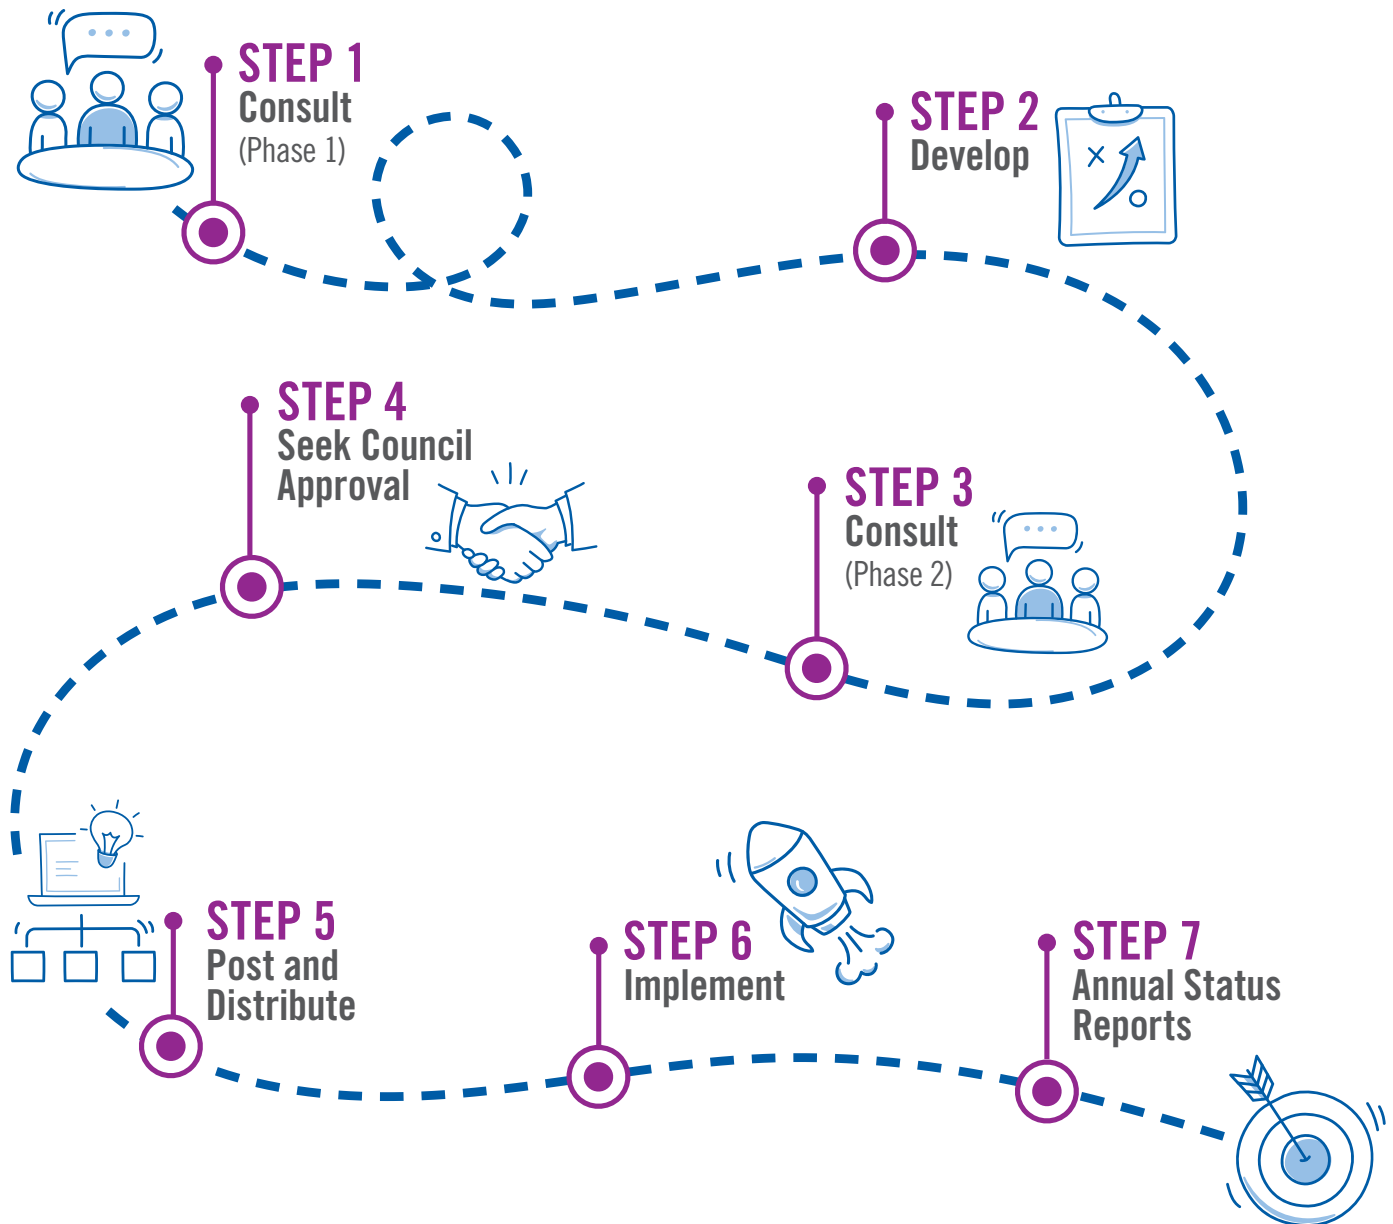 STEP 1
Consult
(Phase 1)
STEP 2
Develop
STEP 3
Consult
(Phase 2)
STEP 4
Seek Council
Approval
STEP 5
Post and
Distribute
STEP 6
Implement
STEP 7
Annual Status
Reports